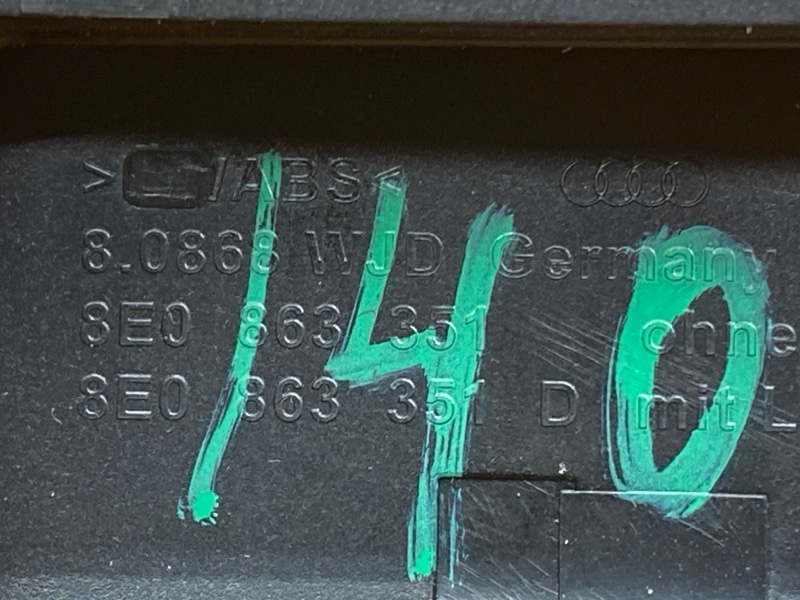 > /ABS<
8.0868 WJD Germany
8E0 863 351 ohne
8E0 863 351 D mit L
140